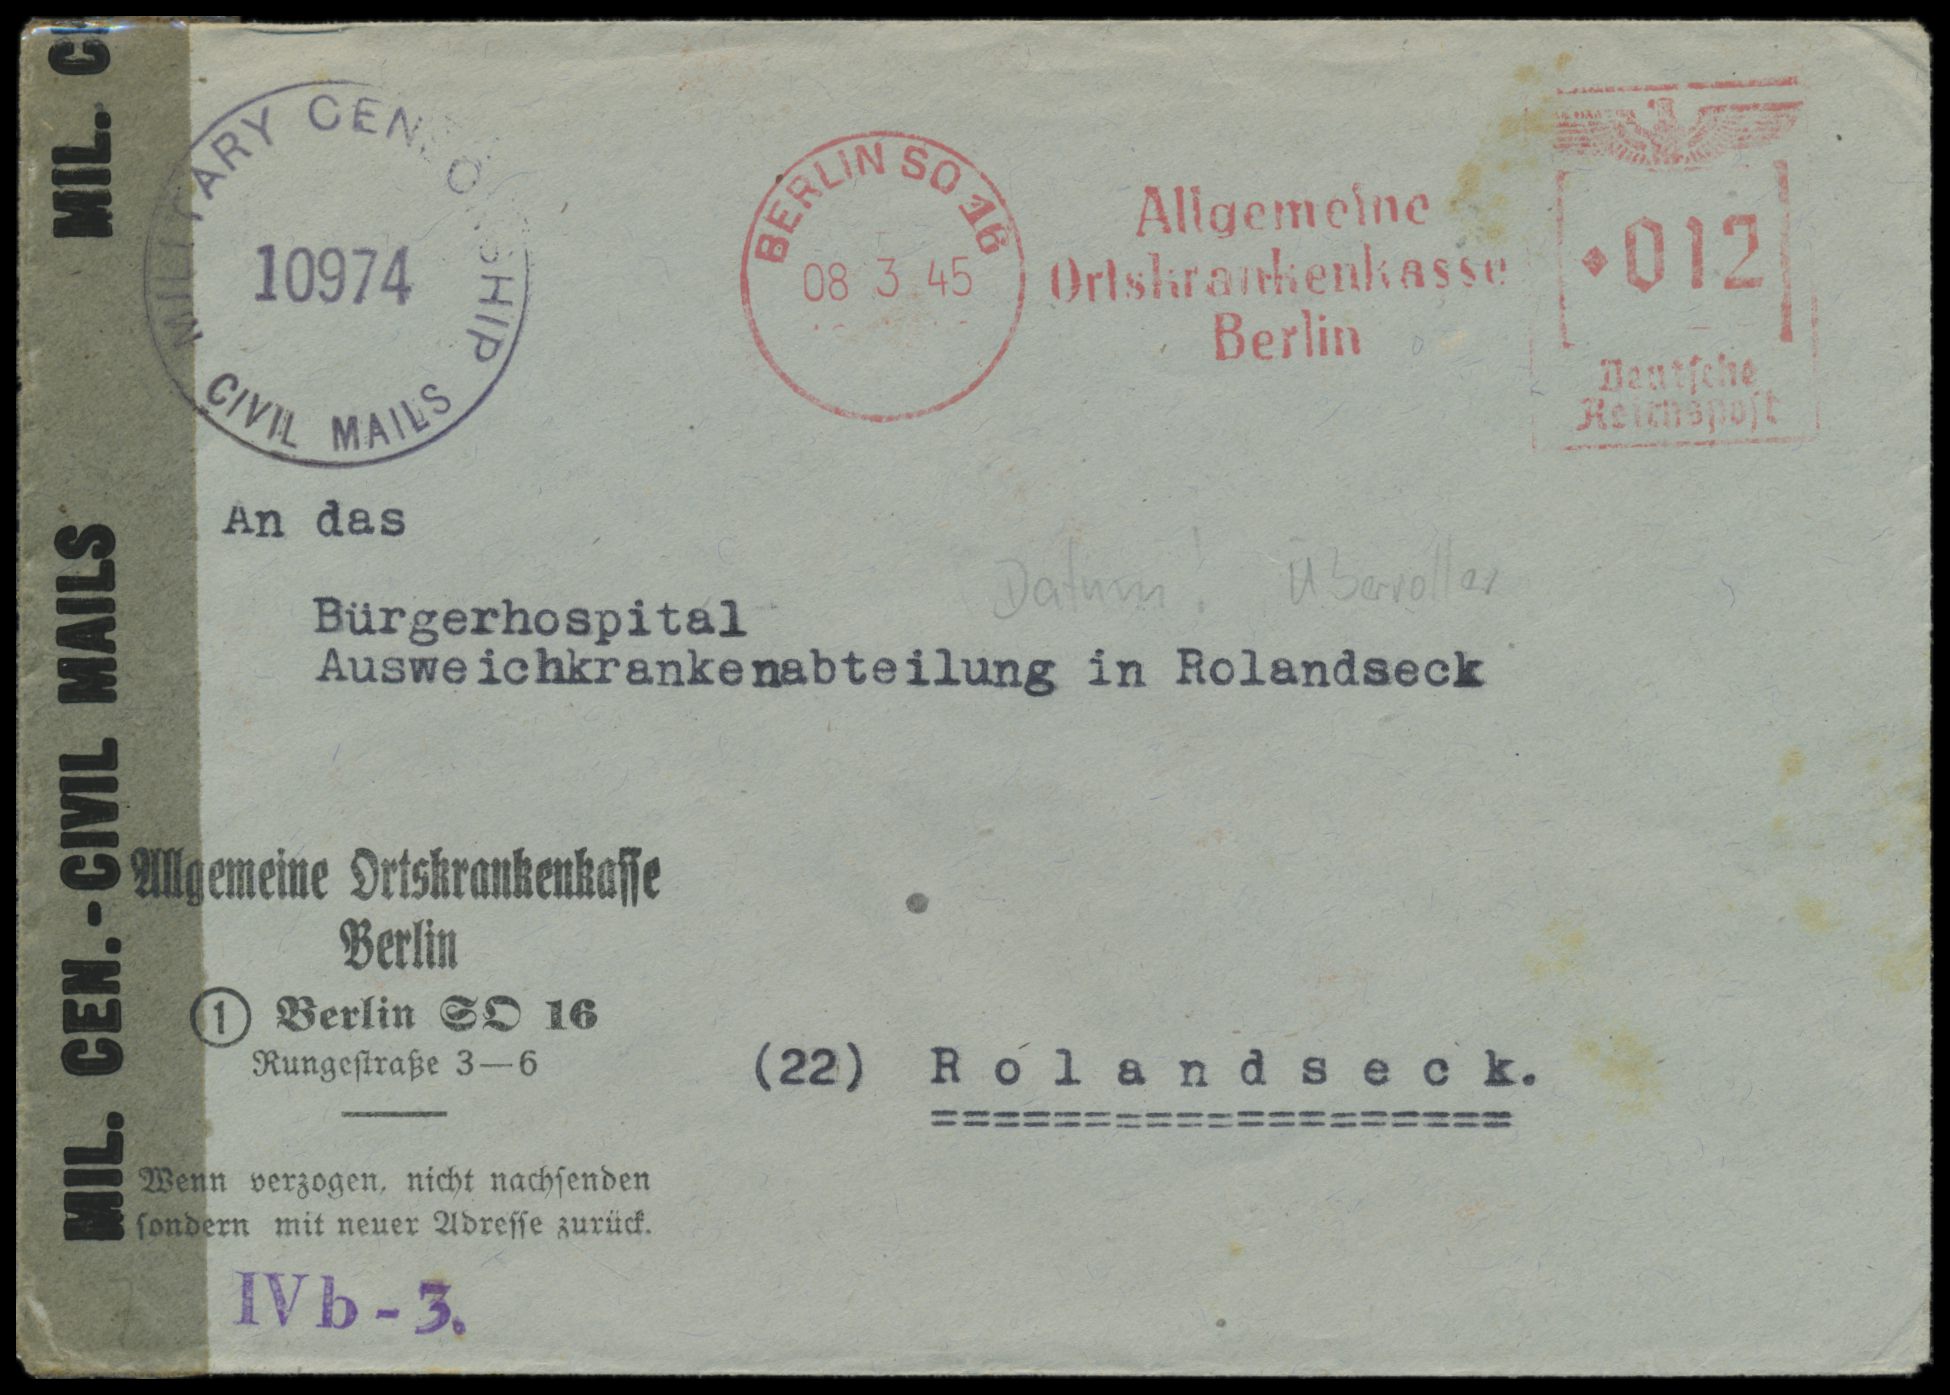 MIL. C
MIL. CEN.-CIVIL MAILS
MILITARY CENSORSHIP
10974
CIVIL MAILS
BERLIN SO 16
08 3 45
Allgemeine
Ortskrankenkasse
Berlin
012
Deutsche
Reichspost
An das
Datum!
Bürgerhospital
Ausweichkrankenabteilung in Rolandseck
Allgemeine Ortskrankenkasse
Berlin
1 Berlin SO 16
Rungestraße 3—6
(22) Rolandseck.
Wenn verzogen, nicht nachsenden
sondern mit neuer Adresse zurück.
IVb-3.